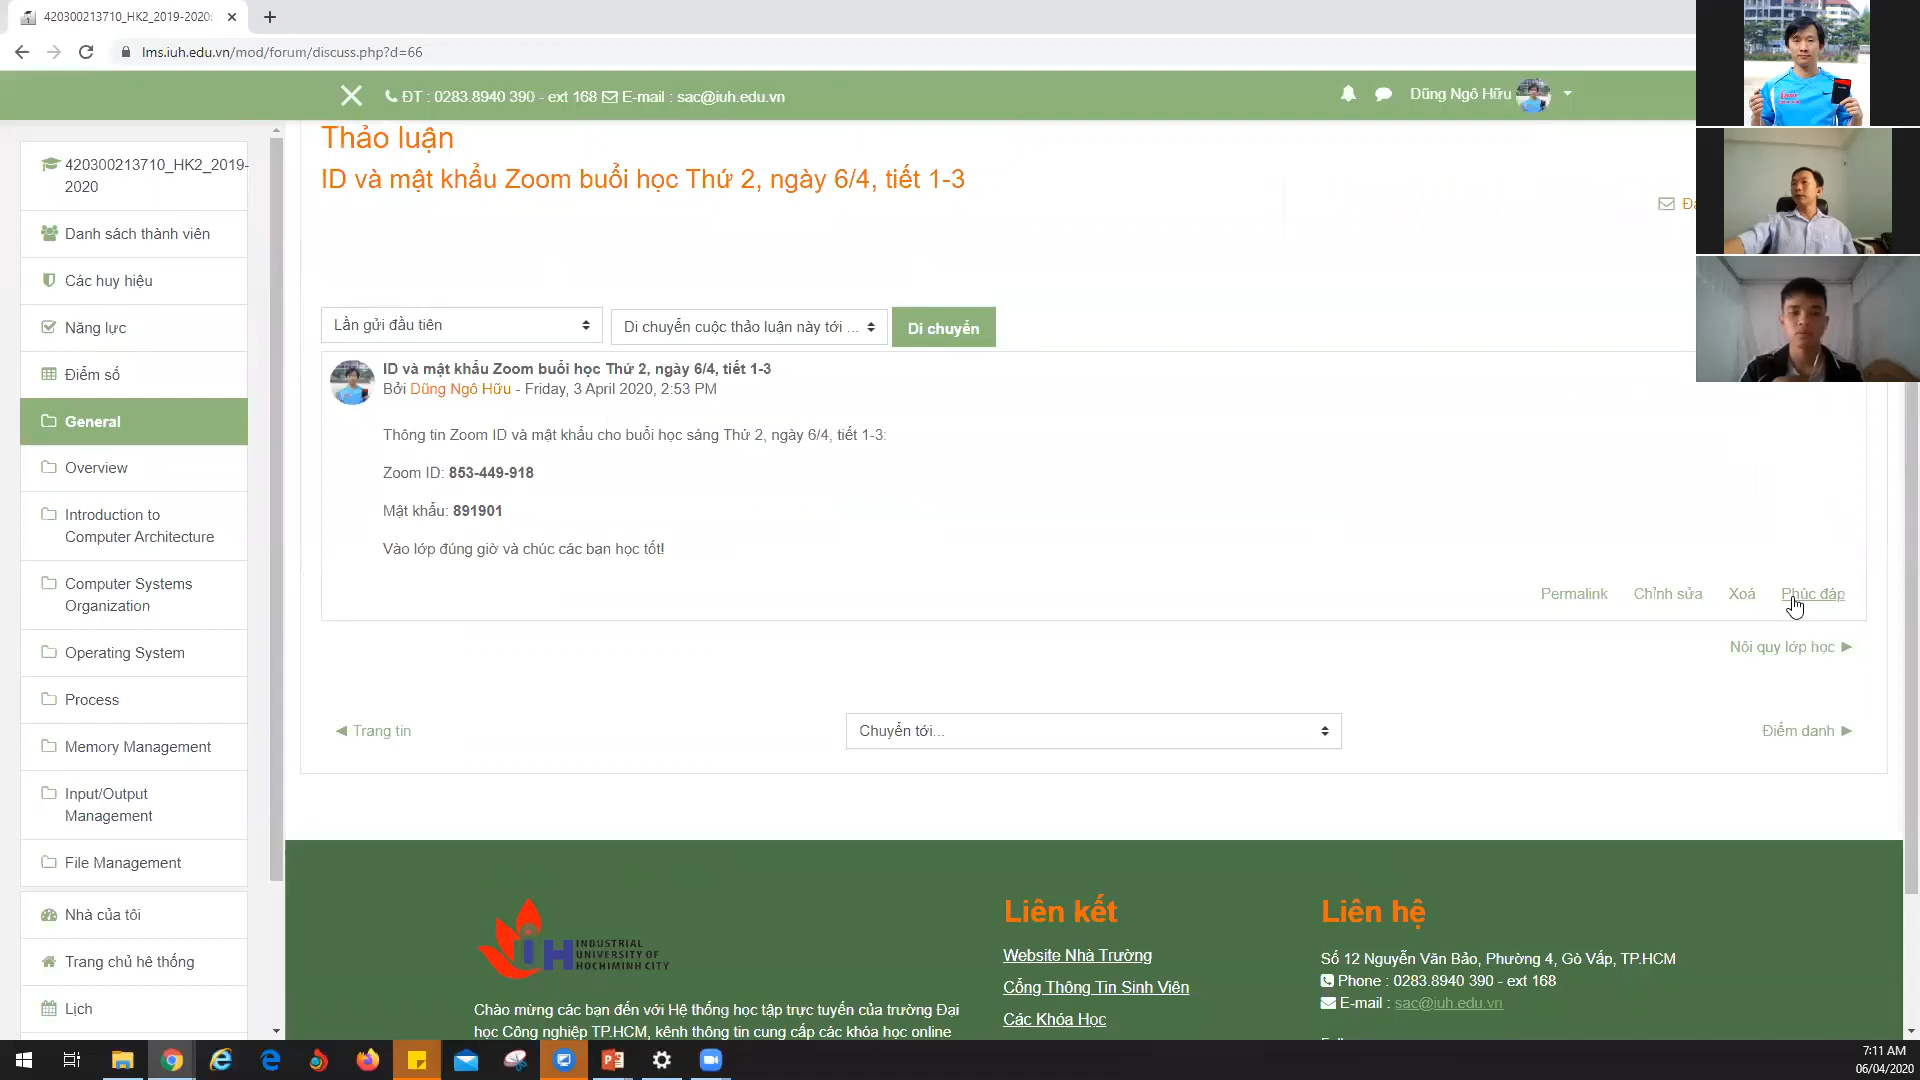 420300213710_HK2_2019-2020:
lms.iuh.edu.vn/mod/forum/discuss.php?d=66
ĐT : 0283.8940 390 - ext 168 E-mail : sac@iuh.edu.vn
Dũng Ngô Hữu
420300213710_HK2_2019-
2020
Danh sách thành viên
Các huy hiệu
Năng lực
Điểm số
General
Overview
Introduction to
Computer Architecture
Computer Systems
Organization
Operating System
Process
Memory Management
Input/Output
Management
File Management
Nhà của tôi
Trang chủ hệ thống
Lịch
Thảo luận
ID và mật khẩu Zoom buổi học Thứ 2, ngày 6/4, tiết 1-3
Lần gửi đầu tiên
Di chuyển cuộc thảo luận này tới ...
Di chuyển
ID và mật khẩu Zoom buổi học Thứ 2, ngày 6/4, tiết 1-3
Bởi Dũng Ngô Hữu - Friday, 3 April 2020, 2:53 PM
Thông tin Zoom ID và mật khẩu cho buổi học sáng Thứ 2, ngày 6/4, tiết 1-3:
Zoom ID: 853-449-918
Mật khẩu: 891901
Vào lớp đúng giờ và chúc các bạn học tốt!
Permalink Chỉnh sửa Xoá Phúc đáp
Nội quy lớp học ►
◄ Trang tin
Chuyển tới...
Điểm danh ►
INDUSTRIAL
UNIVERSITY OF
HOCHIMINH CITY
Chào mừng các bạn đến với Hệ thống học tập trực tuyến của trường Đại
học Công nghiệp TP.HCM, kênh thông tin cung cấp các khóa học online
Liên kết
Website Nhà Trường
Cổng Thông Tin Sinh Viên
Các Khóa Học
Liên hệ
Số 12 Nguyễn Văn Bảo, Phường 4, Gò Vấp, TP.HCM
Phone : 0283.8940 390 - ext 168
E-mail : sac@iuh.edu.vn
7:11 AM
06/04/2020